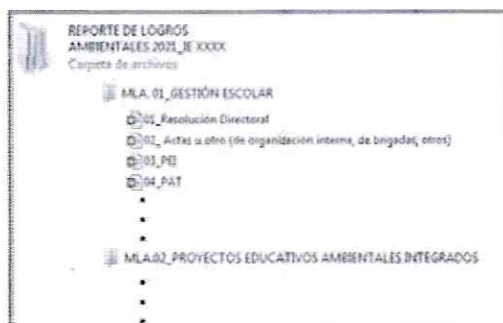 REPORTE DE LOGROS
AMBIENTALES 2021_IE XXXX
Carpeta de archivos
MLA. 01_GESTIÓN ESCOLAR
01_Resolución Directoral
02_ Actas u otro (de organización interna, de brigadas, otros)
03_PEI
04_PAT
MLA.02_PROYECTOS EDUCATIVOS AMBIENTALES INTEGRADOS